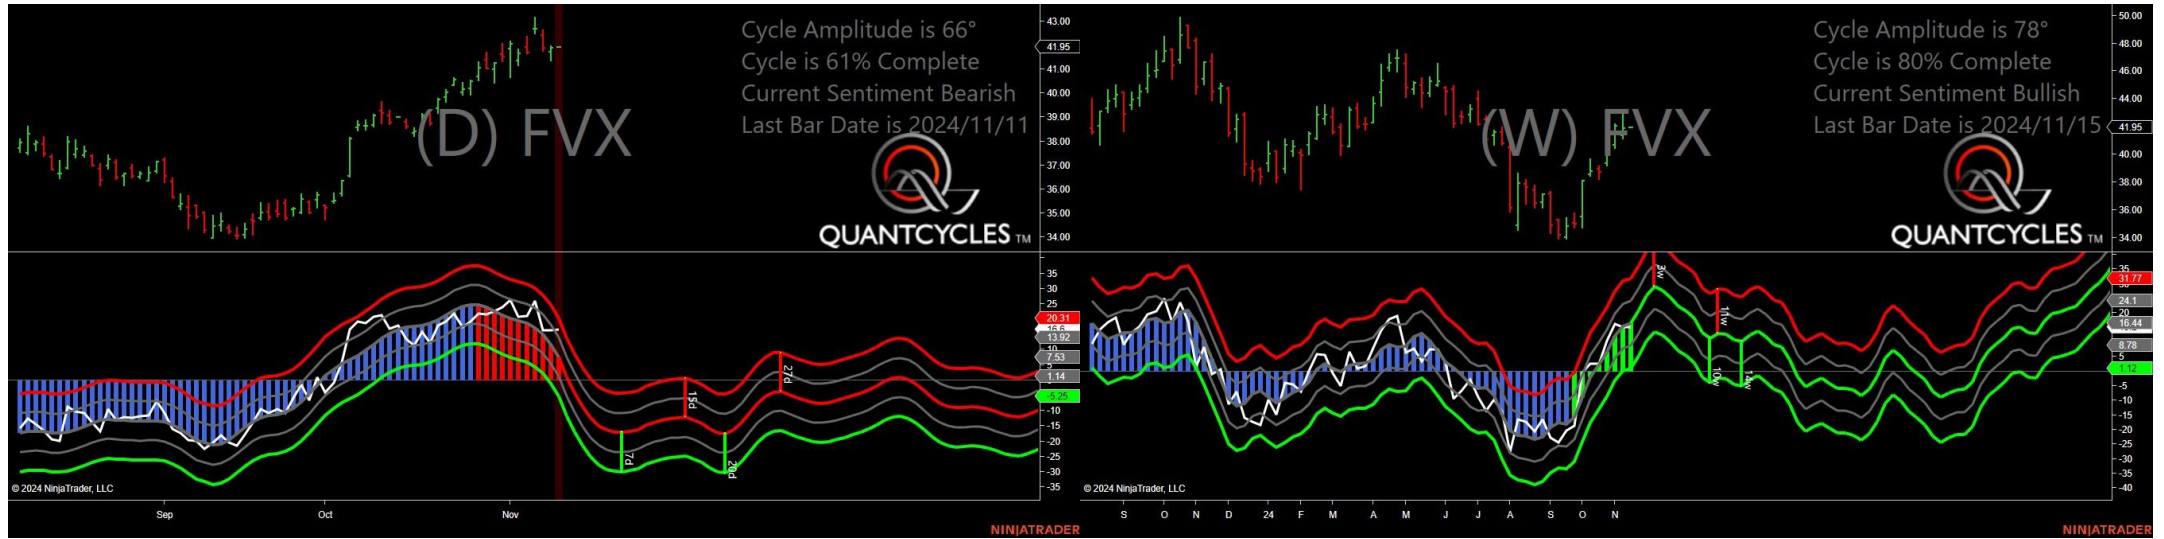 Cycle Amplitude is 66°
Cycle is 61% Complete
Current Sentiment Bearish
Last Bar Date is 2024/11/11
(D) FVX
QUANTCYCLES TM
43.00
41.95
41.00
40.00
39.00
38.00
37.00
36.00
35.00
34.00
35
30
25
20.31
16.6
13.92
10
7.53
1.14
-5.25
-10
-15
-20
-25
-30
-35
7d
15d
20d
27d
© 2024 NinjaTrader, LLC
Sep Oct Nov
NINJATRADER
Cycle Amplitude is 78°
Cycle is 80% Complete
Current Sentiment Bullish
Last Bar Date is 2024/11/15
(W) FVX
QUANTCYCLES TM
50.00
48.00
46.00
44.00
41.95
40.00
38.00
36.00
34.00
35
31.77
24.1
20
16.44
8.78
5
1.12
-5
-10
-15
-20
-25
-30
-35
-40
3w
11w
10w
14w
© 2024 NinjaTrader, LLC
S O N D 24 F M A M J J A S O N
NINJATRADER